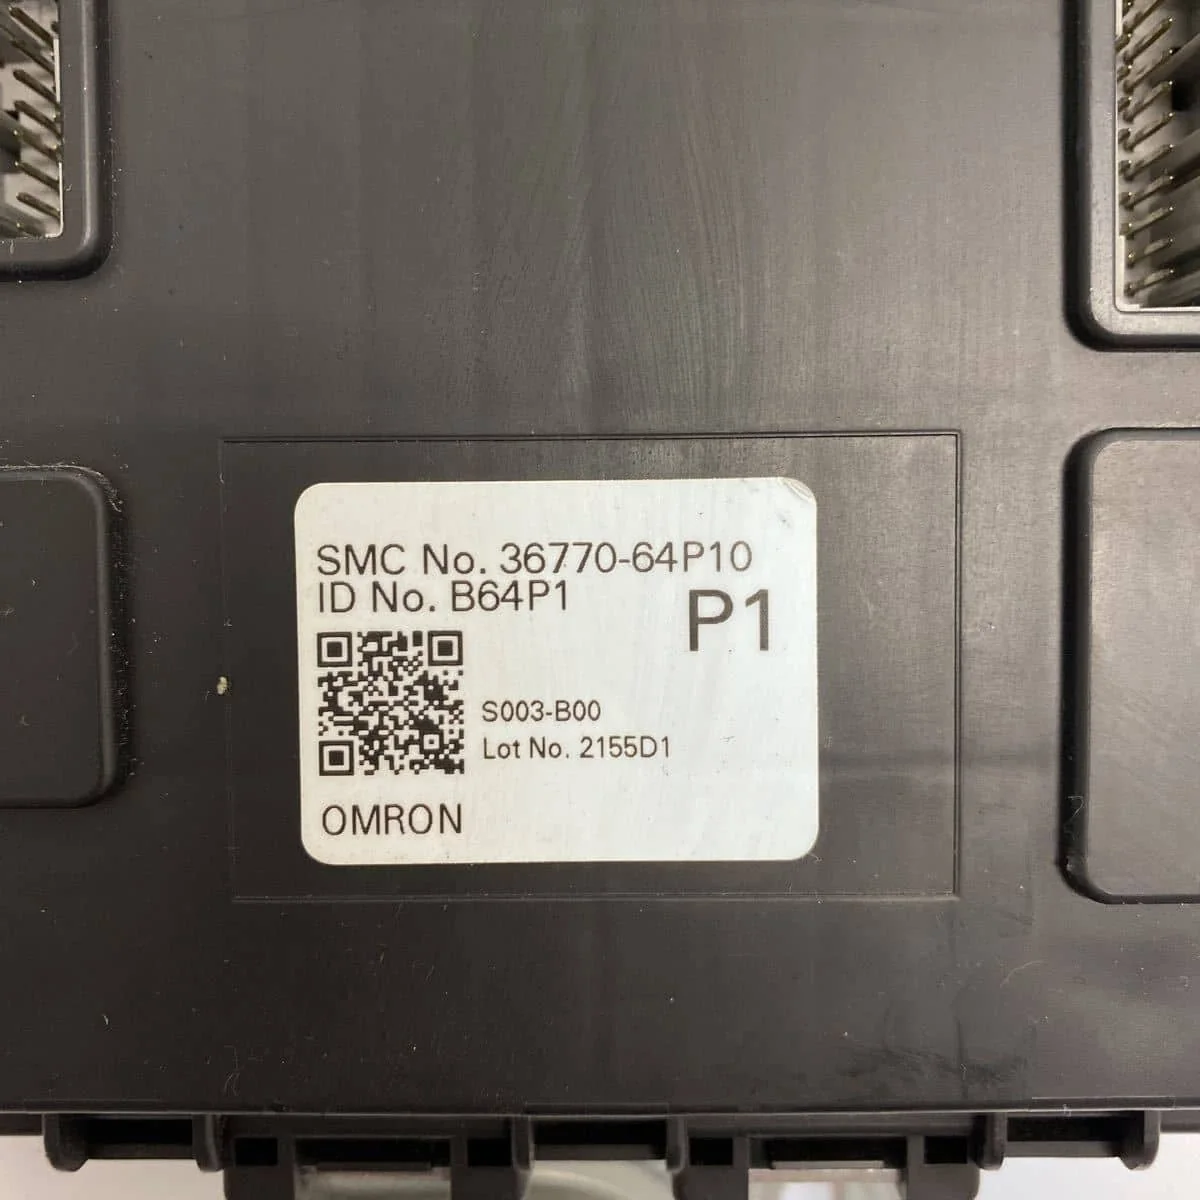 SMC No. 36770-64P10
ID No. B64P1
P1
S003-B00
Lot No. 2155D1
OMRON